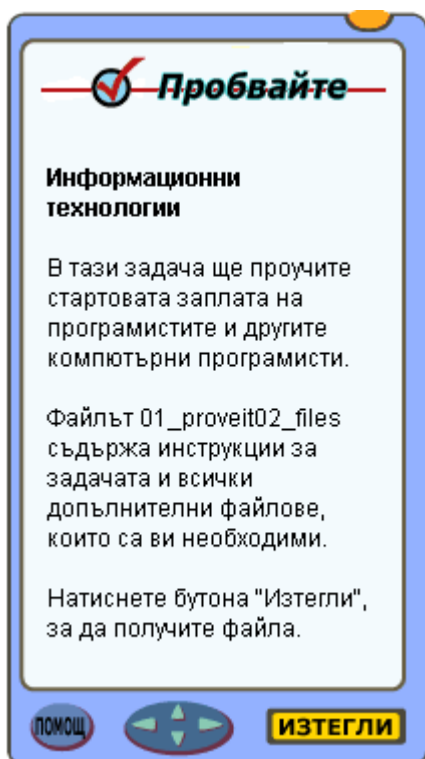 Пробвайте
Информационни
технологии
В тази задача ще проучите
стартовата заплата на
програмистите и другите
компютърни програмисти.
Файлът 01_proveit02_files
съдържа инструкции за
задачата и всички
допълнителни файлове,
които са ви необходими.
Натиснете бутона "Изтегли",
за да получите файла.
ПОМОЩ
ИЗТЕГЛИ